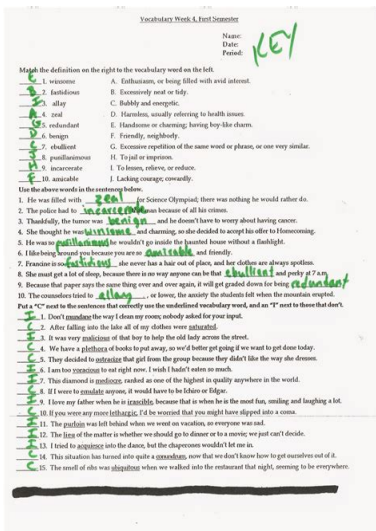 Vocabulary Week 4, First Semester
Name:
Date:
Period:
KEY
Match the definition on the right to the vocabulary word on the left.
E 1. winsome A. Enthusiasm, or being filled with avid interest.
B 2. fastidious B. Excessively neat or tidy.
I 3. allay C. Bubbly and energetic.
A 4. zeal D. Harmless, usually referring to health issues.
G 5. redundant E. Handsome or charming; having boy-like charm.
D 6. benign F. Friendly, neighborly.
C 7. ebullient G. Excessive repetition of the same word or phrase, or one very similar.
J 8. pusillanimous H. To jail or imprison.
H 9. incarcerate I. To lessen, relieve, or reduce.
F 10. amicable J. Lacking courage; cowardly.
Use the above words in the sentences below.
1. He was filled with zeal for Science Olympiad; there was nothing he would rather do.
2. The police had to incarcerate man because of all his crimes.
3. Thankfully, the tumor was benign and he doesn't have to worry about having cancer.
4. She thought he was winsome and charming, so she decided to accept his offer to Homecoming.
5. He was so pusillanimous he wouldn't go inside the haunted house without a flashlight.
6. I like being around you because you are so amicable and friendly.
7. Francine is so fastidious she never has a hair out of place, and her clothes are always spotless.
8. She must get a lot of sleep, because there is no way anyone can be that ebullient and perky at 7 a.m.
9. Because that paper says the same thing over and over again, it will get graded down for being redundant
10. The counselors tried to allay, or lower, the anxiety the students felt when the mountain erupted.
Put a "C" next to the sentences that correctly use the underlined vocabulary word, and an "I" next to those that don't.
I 1. Don't mundane the way I clean my room; nobody asked for your input.
C 2. After falling into the lake all of my clothes were saturated.
I 3. It was very malicious of that boy to help the old lady across the street.
C 4. We have a plethora of books to put away, so we'd better get going if we want to get done today.
C 5. They decided to ostracize that girl from the group because they didn't like the way she dresses.
I 6. I am too voracious to eat right now. I wish I hadn't eaten so much.
I 7. This diamond is mediocre, ranked as one of the highest in quality anywhere in the world.
C 8. If I were to emulate anyone, it would have to be Ichiro or Edgar.
I 9. I love my father when he is irascible, because that is when he is the most fun, smiling and laughing a lot.
C 10. If you were any more lethargic, I'd be worried that you might have slipped into a coma.
I 11. The purloin was left behind when we went on vacation, so everyone was sad.
I 12. The lieu of the matter is whether we should go to dinner or to a movie; we just can't decide.
I 13. I tried to acquiesce into the dance, but the chaperones wouldn't let me in.
C 14. This situation has turned into quite a conundrum, now that we don't know how to get ourselves out of it.
C 15. The smell of ribs was ubiquitous when we walked into the restaurant that night, seeming to be everywhere.